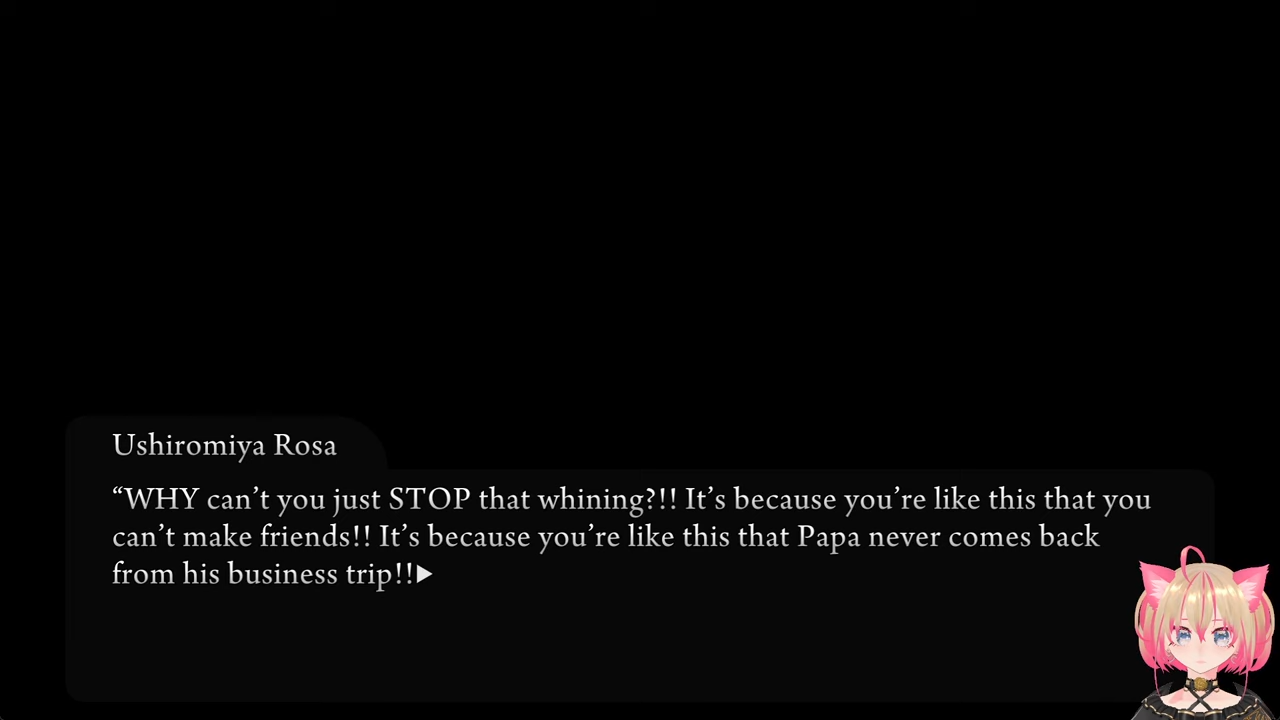 Ushiromiya Rosa
“WHY can’t you just STOP that whining?!! It’s because you’re like this that you
can’t make friends!! It’s because you’re like this that Papa never comes back
from his business trip!!▶